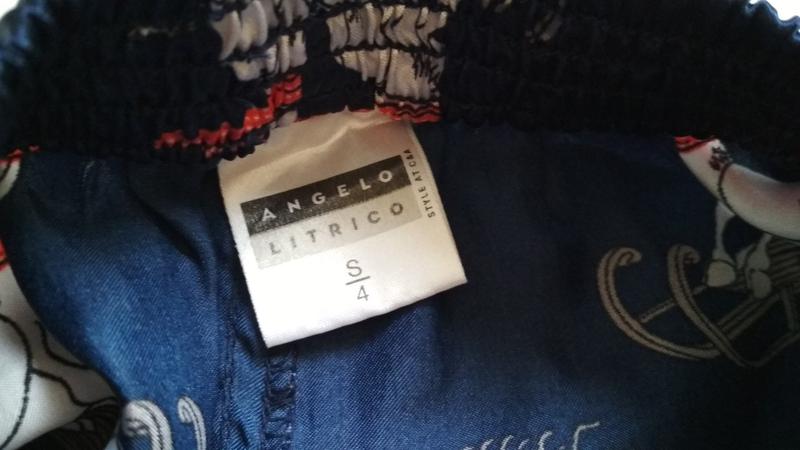 ANGELO
LITRICO
STYLE AT C&A
S
4